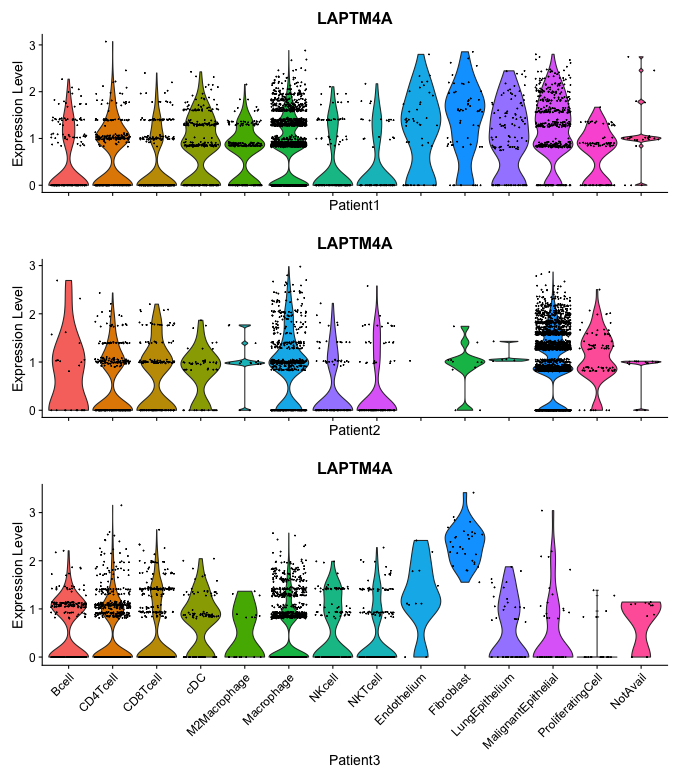 LAPTM4A
Expression Level
3
2
1
0
Patient1
LAPTM4A
Expression Level
3
2
1
0
Patient2
LAPTM4A
Expression Level
3
2
1
0
Bcell
CD4Tcell
CD8Tcell
cDC
M2Macrophage
Macrophage
NKcell
NKTcell
Endothelium
Fibroblast
LungEpithelium
MalignantEpithelial
ProliferatingCell
NotAvail
Patient3